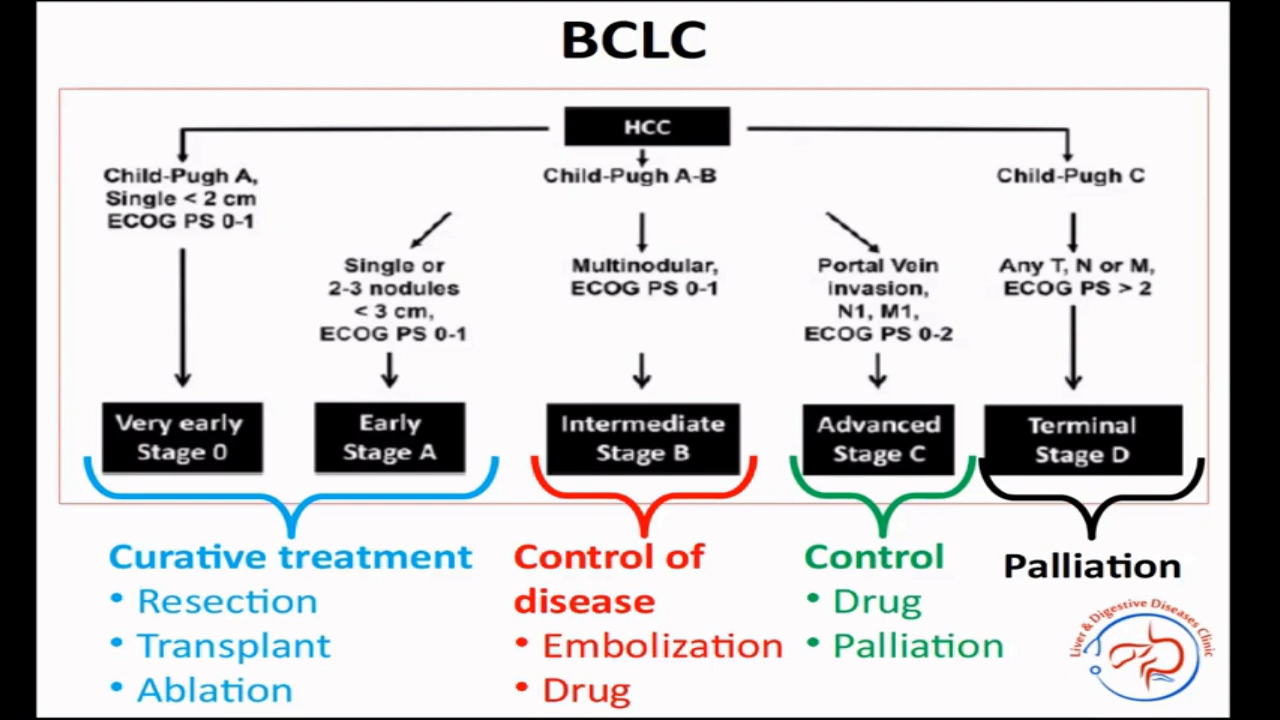 BCLC
HCC
Child-Pugh A,
Single < 2 cm
ECOG PS 0-1
Child-Pugh A-B
Child-Pugh C
Single or
2-3 nodules
< 3 cm,
ECOG PS 0-1
Multinodular,
ECOG PS 0-1
Portal Vein
invasion,
N1, M1,
ECOG PS 0-2
Any T, N or M,
ECOG PS > 2
Very early
Stage 0
Early
Stage A
Intermediate
Stage B
Advanced
Stage C
Terminal
Stage D
Curative treatment
• Resection
• Transplant
• Ablation
Control of
disease
• Embolization
• Drug
Control
• Drug
• Palliation
Palliation
Liver & Digestive Diseases Clinic